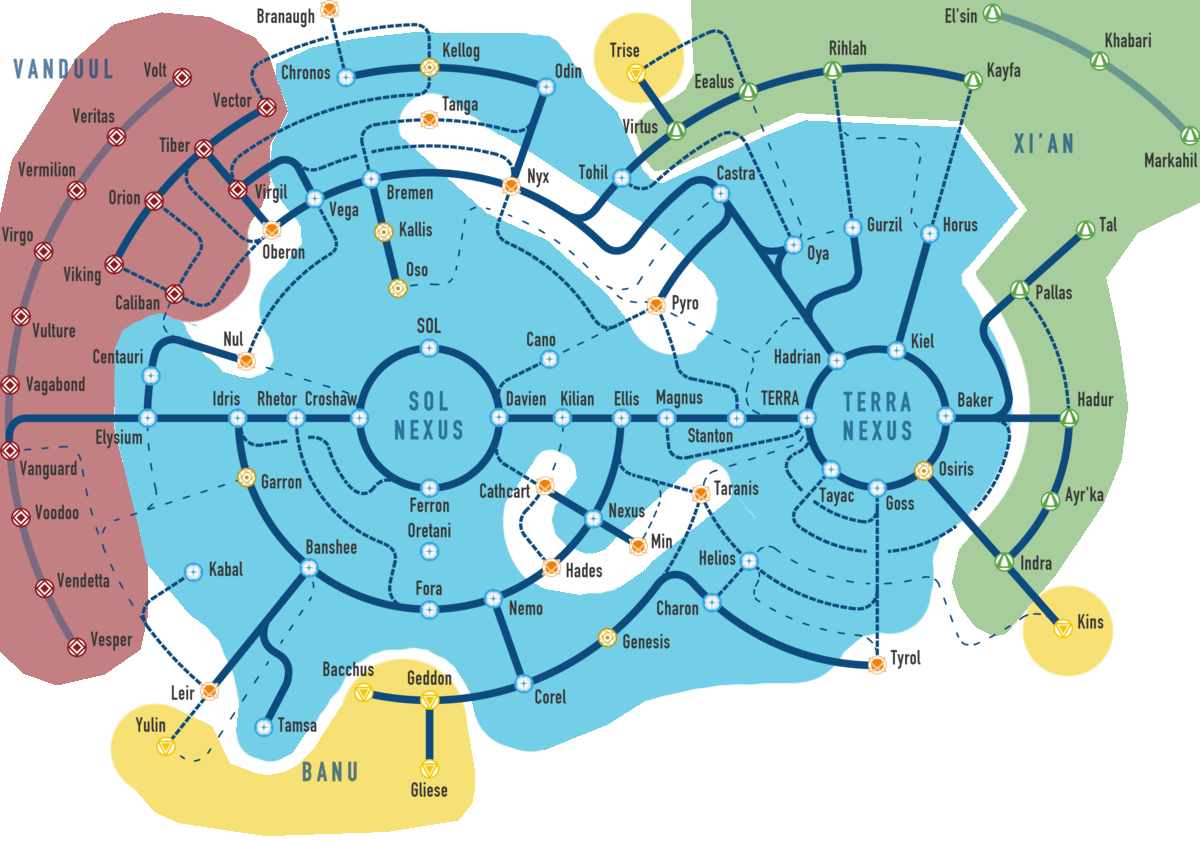 Branaugh
El'sin
Khabari
Kellog
Trise
Rihlah
VANDUUL
Volt
Chronos
Odin
Eealus
Kayfa
Vector
Tanga
Veritas
Virtus
XI'AN
Markahil
Tiber
Vermilion
Tohil
Castra
Nyx
Orion
Virgil
Bremen
Vega
Tal
Virgo
Kallis
Gurzil
Horus
Oberon
Oya
Viking
Oso
Caliban
Pyro
Pallas
Vulture
SOL
Nul
Cano
Kiel
Centauri
Hadrian
Vagabond
Idris
Rhetor
Croshaw
SOL
NEXUS
Davien
Kilian
Ellis
Magnus
TERRA
TERRA
NEXUS
Baker
Hadur
Elysium
Stanton
Vanguard
Garron
Cathcart
Taranis
Tayac
Osiris
Ayr'ka
Ferron
Goss
Voodoo
Nexus
Oretani
Banshee
Min
Kabal
Hades
Helios
Indra
Vendetta
Fora
Nemo
Charon
Kins
Vesper
Genesis
Tyrol
Bacchus
Geddon
Leir
Corel
Yulin
Tamsa
BANU
Gliese